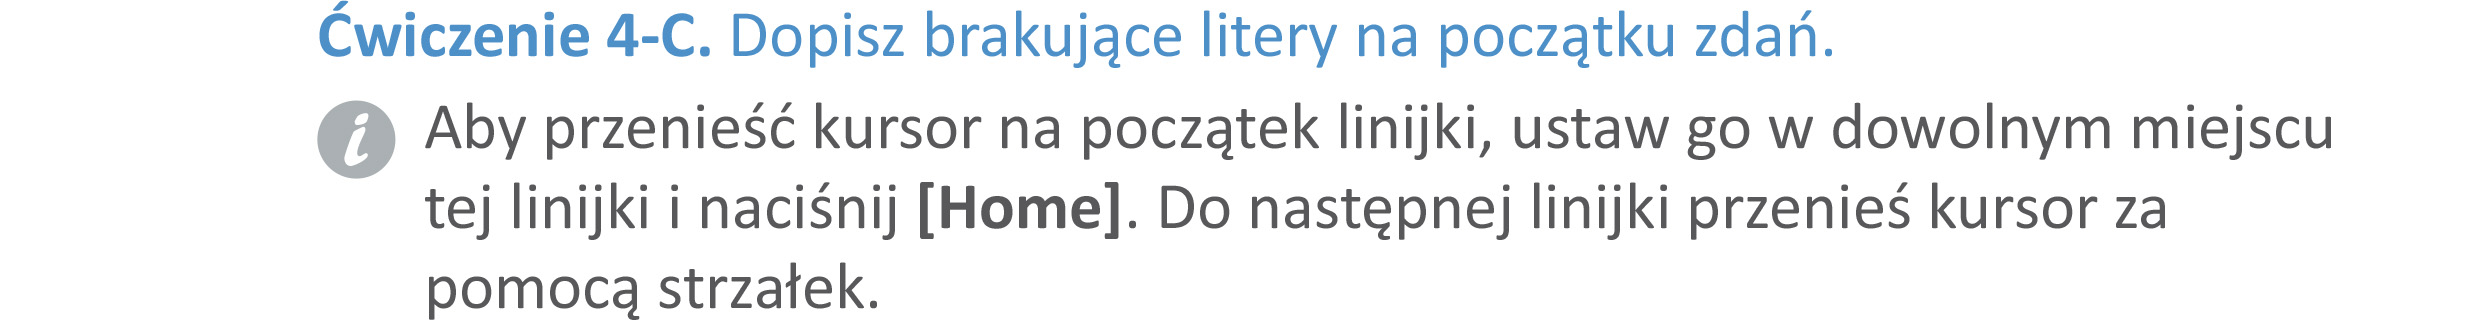 Ćwiczenie 4-C. Dopisz brakujące litery na początku zdań.
Aby przenieść kursor na początek linijki, ustaw go w dowolnym miejscu
tej linijki i naciśnij [Home]. Do następnej linijki przenieś kursor za
pomocą strzałek.